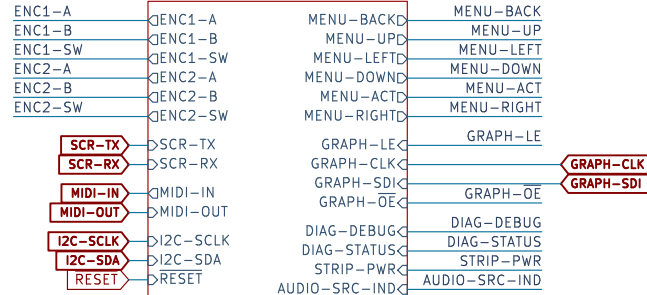 ENC1-A
ENC1-B
ENC1-SW
ENC2-A
ENC2-B
ENC2-SW
SCR-TX
SCR-RX
MIDI-IN
MIDI-OUT
I2C-SCLK
I2C-SDA
RESET
ENC1-A
ENC1-B
ENC1-SW
ENC2-A
ENC2-B
ENC2-SW
SCR-TX
SCR-RX
MIDI-IN
MIDI-OUT
I2C-SCLK
I2C-SDA
RESET
MENU-BACK
MENU-UP
MENU-LEFT
MENU-DOWN
MENU-ACT
MENU-RIGHT
GRAPH-LE
GRAPH-CLK
GRAPH-SDI
GRAPH-OE
DIAG-DEBUG
DIAG-STATUS
STRIP-PWR
AUDIO-SRC-IND
MENU-BACK
MENU-UP
MENU-LEFT
MENU-DOWN
MENU-ACT
MENU-RIGHT
GRAPH-LE
GRAPH-CLK
GRAPH-SDI
GRAPH-OE
DIAG-DEBUG
DIAG-STATUS
STRIP-PWR
AUDIO-SRC-IND